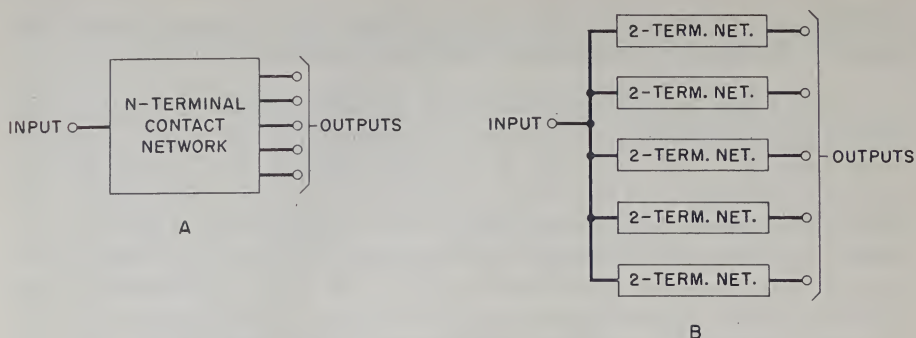 INPUT
N-TERMINAL
CONTACT
NETWORK
OUTPUTS
A
INPUT
2-TERM. NET.
2-TERM. NET.
2-TERM. NET.
2-TERM. NET.
2-TERM. NET.
OUTPUTS
B